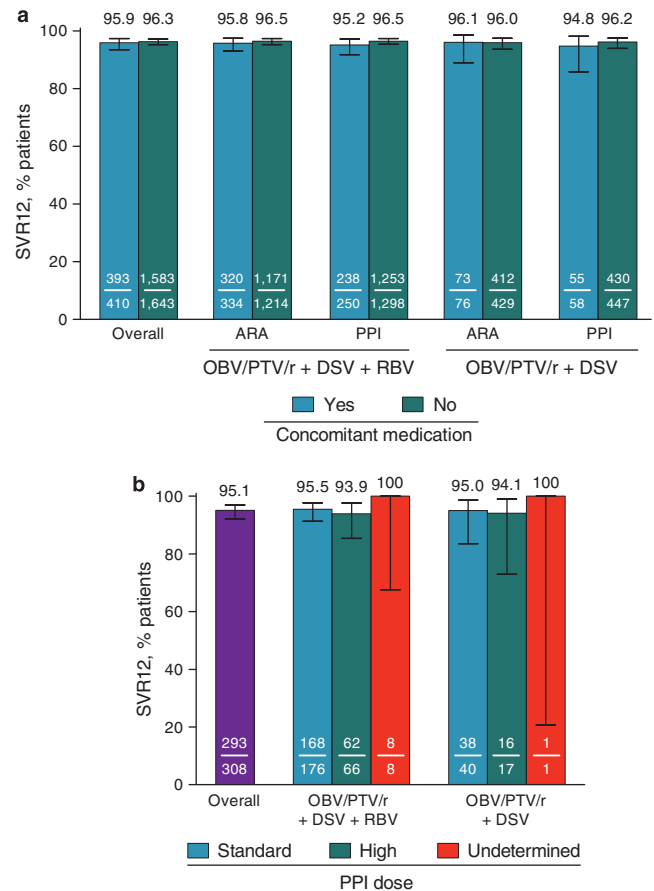 a
95.9 96.3 95.8 96.5 95.2 96.5 96.1 96.0 94.8 96.2
100
80
60
40
20
0
SVR12, % patients
393 1,583 320 1,171 238 1,253 73 412 55 430
410 1,643 334 1,214 250 1,298 76 429 58 447
Overall ARA PPI ARA PPI
OBV/PTV/r + DSV + RBV OBV/PTV/r + DSV
Yes No
Concomitant medication
b
95.1 95.5 93.9 100 95.0 94.1 100
100
80
60
40
20
0
SVR12, % patients
293 168 62 8 38 16 1
308 176 66 8 40 17 1
Overall OBV/PTV/r OBV/PTV/r
+ DSV + RBV + DSV
Standard High Undetermined
PPI dose